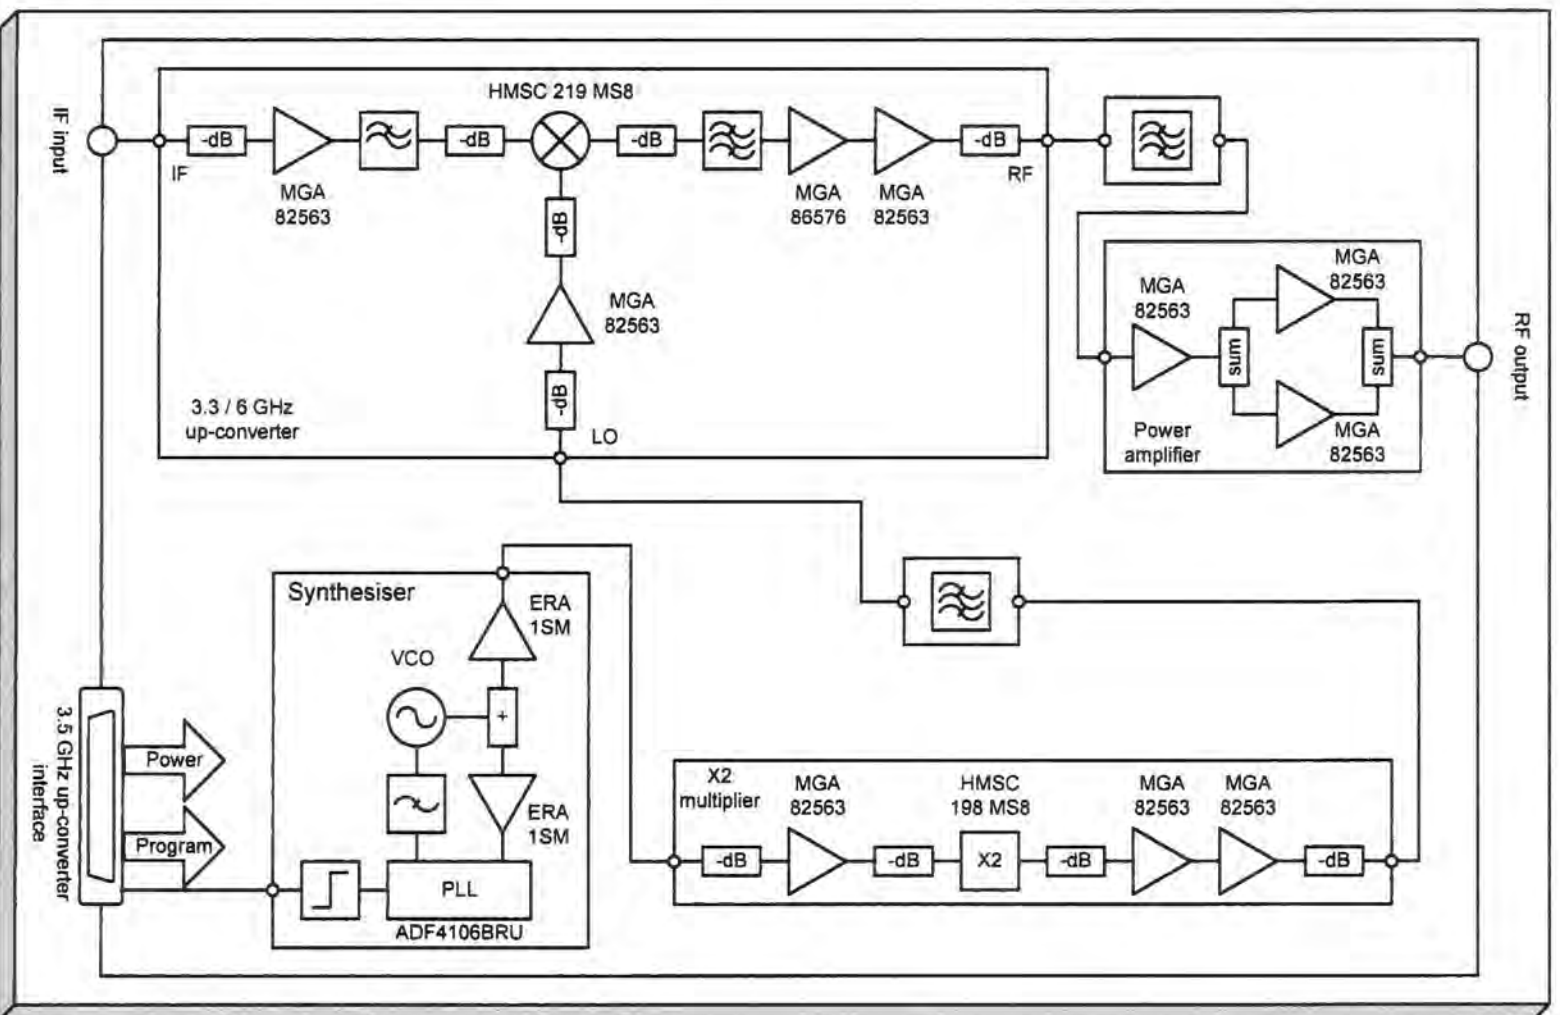 IF input
HMSC 219 MS8
-dB
-dB
-dB
-dB
IF
RF
MGA
82563
MGA
86576
MGA
82563
-dB
MGA
82563
-dB
LO
3.3 / 6 GHz
up-converter
MGA
82563
MGA
82563
sum
sum
MGA
82563
Power
amplifier
RF output
Synthesiser
ERA
1SM
VCO
+
ERA
1SM
PLL
ADF4106BRU
3.5 GHz up-converter
interface
Power
Program
X2
multiplier
MGA
82563
HMSC
198 MS8
MGA
82563
MGA
82563
-dB
-dB
X2
-dB
-dB